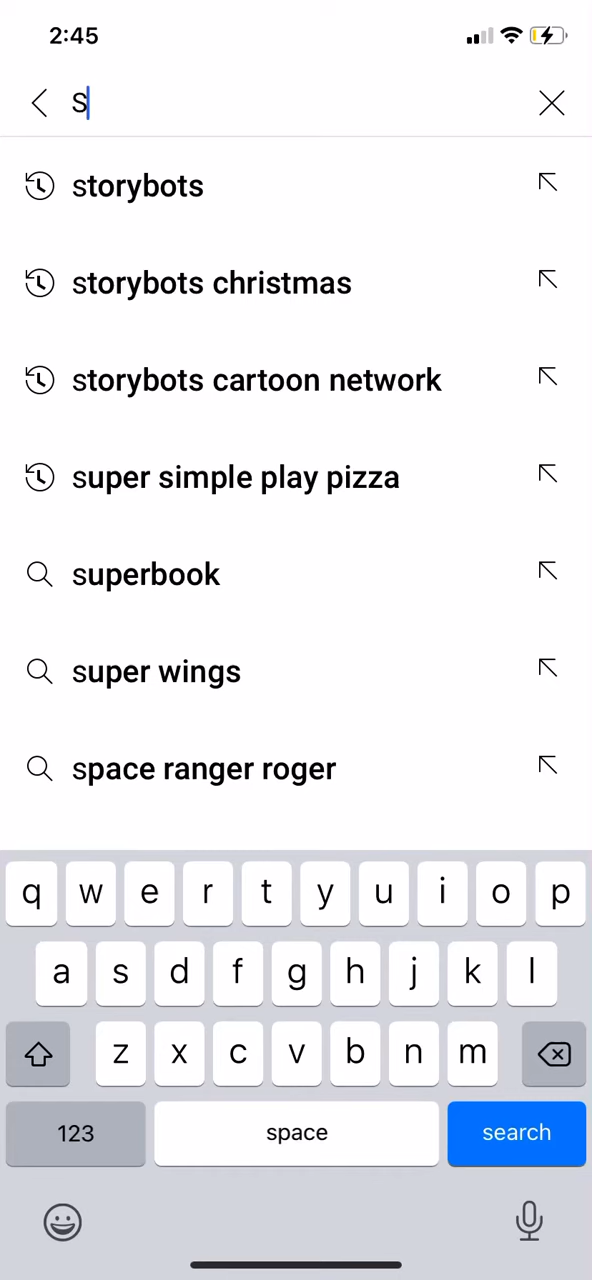 2:45
S
storybots
storybots christmas
storybots cartoon network
super simple play pizza
superbook
super wings
space ranger roger
q w e r t y u i o p
a s d f g h j k l
z x c v b n m
123 space search